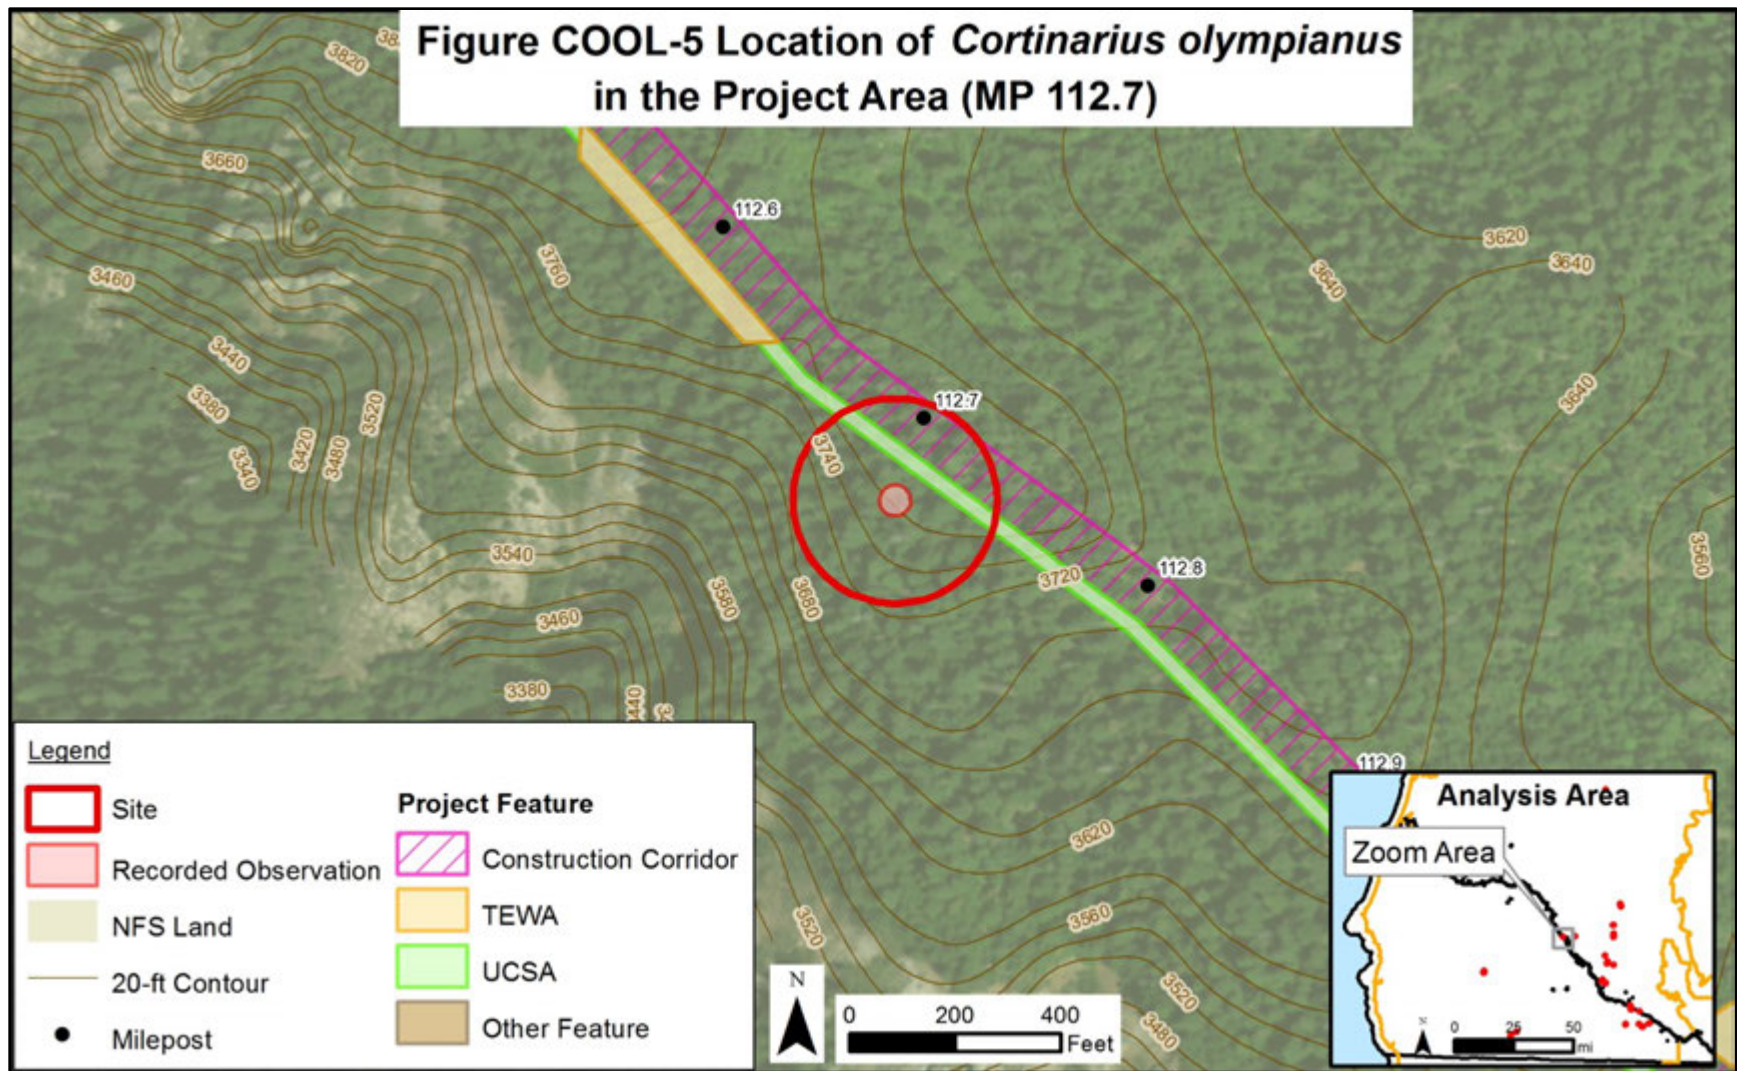 Figure COOL-5 Location of Cortinarius olympianus
in the Project Area (MP 112.7)
3820
3660
3460
3440
3380
3340
3420
3480
3520
3760
112.6
3620
3640
3640
3640
112.7
3740
3540
3460
3380
3580
3680
3720
112.8
3560
112.9
3620
3560
3520
3520
3480
Legend
Site
Recorded Observation
NFS Land
20-ft Contour
Milepost
Project Feature
Construction Corridor
TEWA
UCSA
Other Feature
N
0 200 400
Feet
Analysis Area
Zoom Area
0 25 50
mi